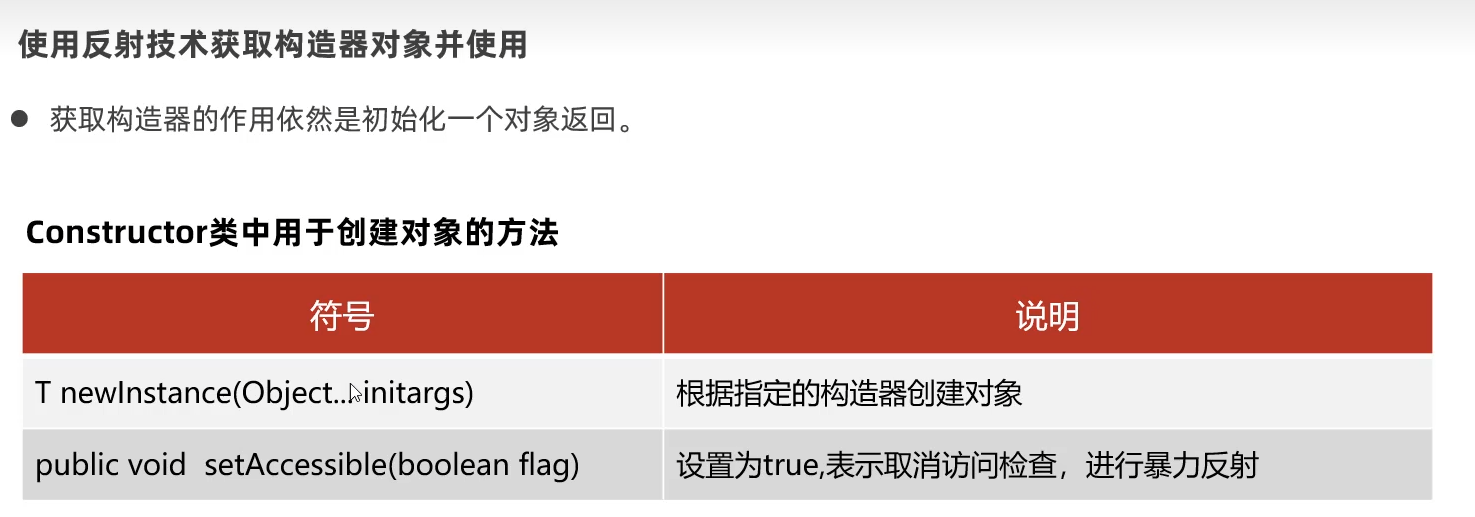 使用反射技术获取构造器对象并使用
获取构造器的作用依然是初始化一个对象返回。
Constructor类中用于创建对象的方法
符号 说明
T newInstance(Object... initargs) 根据指定的构造器创建对象
public void setAccessible(boolean flag) 设置为true,表示取消访问检查，进行暴力反射